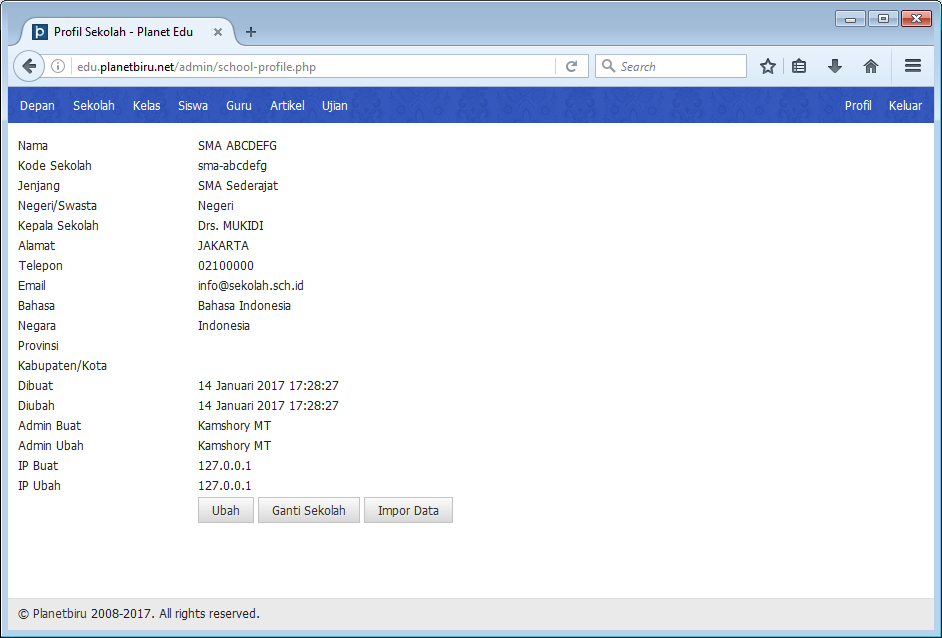 Profil Sekolah - Planet Edu
edu.planetbiru.net/admin/school-profile.php
Search
Depan Sekolah Kelas Siswa Guru Artikel Ujian Profil Keluar
Nama SMA ABCDEFG
Kode Sekolah sma-abcdefg
Jenjang SMA Sederajat
Negeri/Swasta Negeri
Kepala Sekolah Drs. MUKIDI
Alamat JAKARTA
Telepon 02100000
Email info@sekolah.sch.id
Bahasa Bahasa Indonesia
Negara Indonesia
Provinsi
Kabupaten/Kota
Dibuat 14 Januari 2017 17:28:27
Diubah 14 Januari 2017 17:28:27
Admin Buat Kamshory MT
Admin Ubah Kamshory MT
IP Buat 127.0.0.1
IP Ubah 127.0.0.1
Ubah Ganti Sekolah Impor Data
© Planetbiru 2008-2017. All rights reserved.